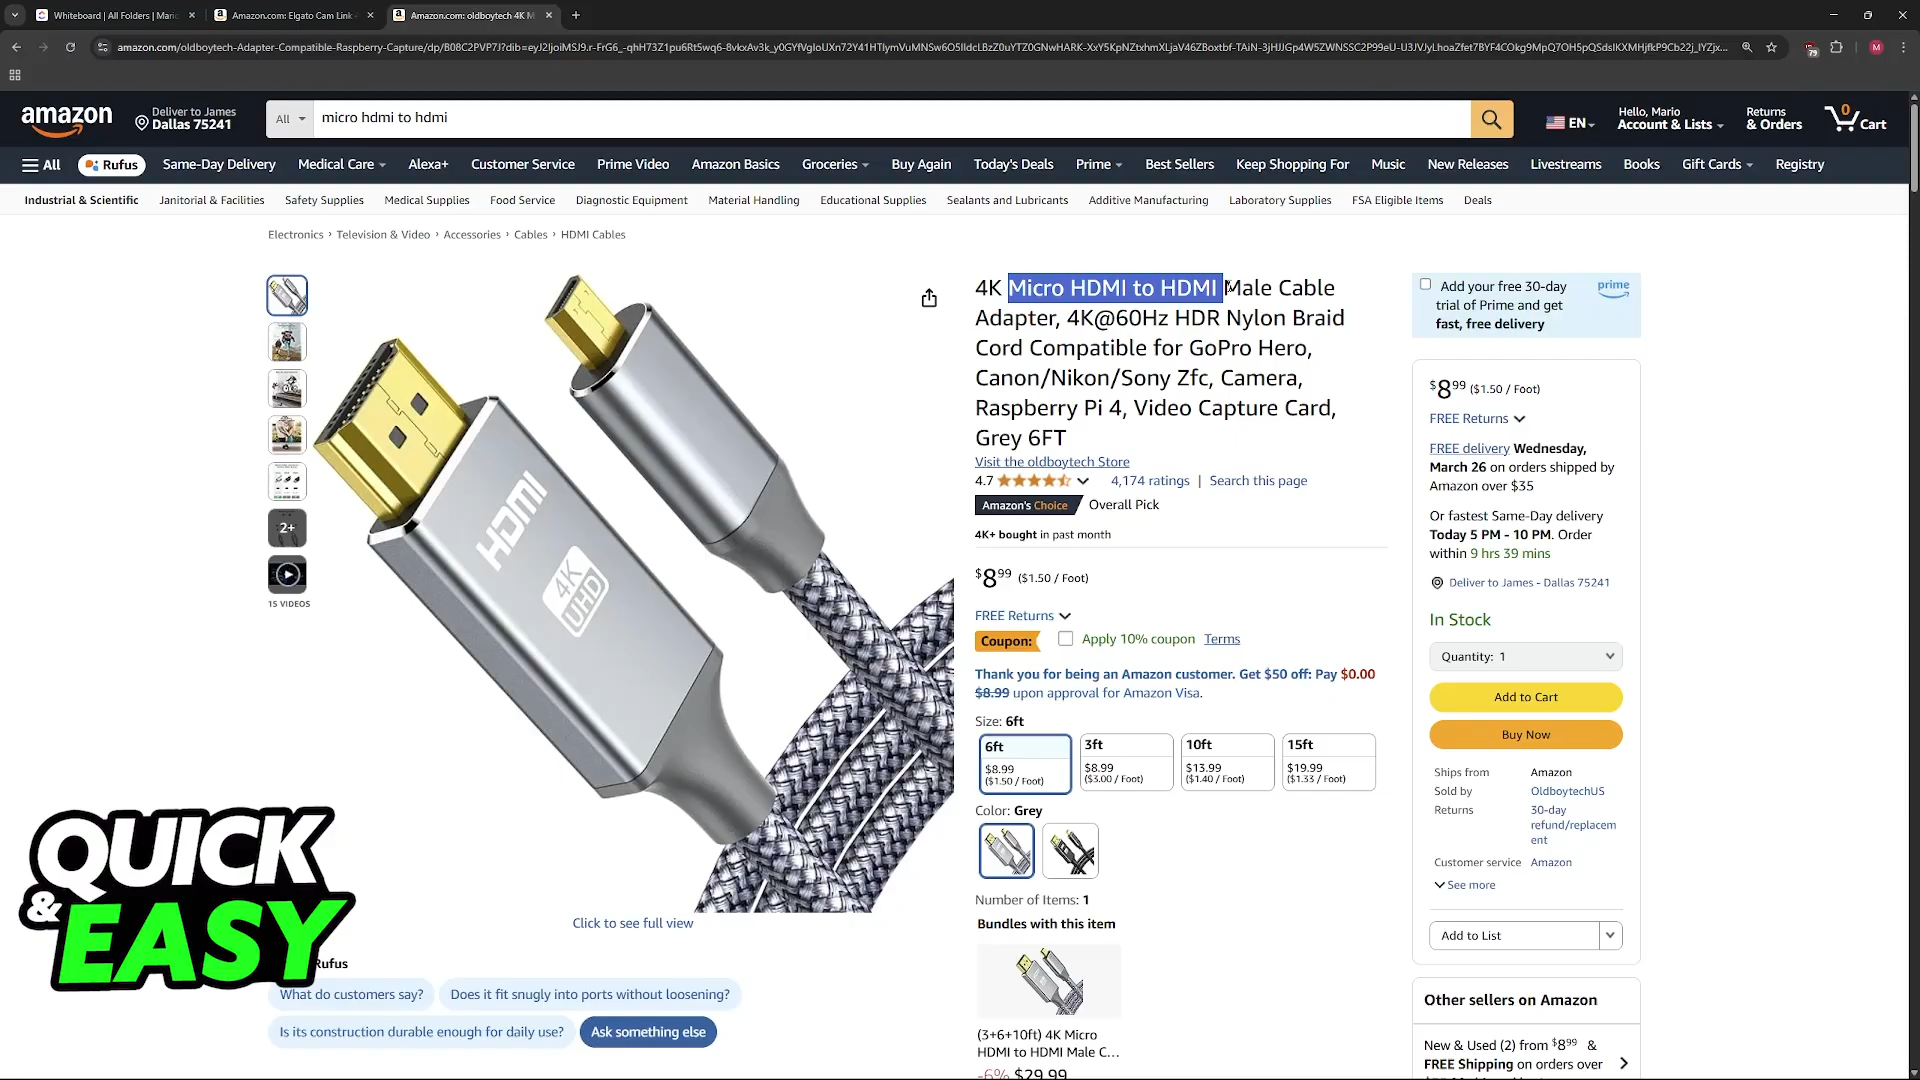 Whiteboard | All Folders | Mario
Amazon.com: Elgato Cam Link
Amazon.com: oldboytech 4K M
amazon.com/oldboytech-Adapter-Compatible-Raspberry-Capture/dp/
79
M
amazon
Deliver to James
Dallas 75241
All
micro hdmi to hdmi
EN
Hello, Mario
Account & Lists
Returns
& Orders
0
Cart
All
Rufus
Same-Day Delivery
Medical Care
Alexa+
Customer Service
Prime Video
Amazon Basics
Groceries
Buy Again
Today's Deals
Prime
Best Sellers
Keep Shopping For
Music
New Releases
Livestreams
Books
Gift Cards
Registry
Industrial & Scientific
Janitorial & Facilities
Safety Supplies
Medical Supplies
Food Service
Diagnostic Equipment
Material Handling
Educational Supplies
Sealants and Lubricants
Additive Manufacturing
Laboratory Supplies
FSA Eligible Items
Deals
Electronics › Television & Video › Accessories › Cables › HDMI Cables
2+
15 VIDEOS
HDMI
4K
UHD
Click to see full view
4K Micro HDMI to HDMI Male Cable
Adapter, 4K@60Hz HDR Nylon Braid
Cord Compatible for GoPro Hero,
Canon/Nikon/Sony Zfc, Camera,
Raspberry Pi 4, Video Capture Card,
Grey 6FT
Visit the oldboytech Store
4.7
4,174 ratings | Search this page
Amazon's Choice Overall Pick
4K+ bought in past month
$8.99 ($1.50 / Foot)
FREE Returns
Coupon: Apply 10% coupon Terms
Thank you for being an Amazon customer. Get $50 off: Pay $0.00
$8.99 upon approval for Amazon Visa.
Size: 6ft
6ft
$8.99
($1.50 / Foot)
3ft
$8.99
($3.00 / Foot)
10ft
$13.99
($1.40 / Foot)
15ft
$19.99
($1.33 / Foot)
Color: Grey
Number of Items: 1
Bundles with this item
(3+6+10ft) 4K Micro
HDMI to HDMI Male C...
-6% $29.99
Add your free 30-day
trial of Prime and get
fast, free delivery
prime
$8.99 ($1.50 / Foot)
FREE Returns
FREE delivery Wednesday,
March 26 on orders shipped by
Amazon over $35
Or fastest Same-Day delivery
Today 5 PM - 10 PM. Order
within 9 hrs 39 mins
Deliver to James - Dallas 75241
In Stock
Quantity: 1
Add to Cart
Buy Now
Ships from Amazon
Sold by OldboytechUS
Returns 30-day
refund/replacem
ent
Customer service Amazon
See more
Add to List
Other sellers on Amazon
New & Used (2) from $8.99 &
FREE Shipping on orders over
QUICK
& EASY
Rufus
What do customers say?
Does it fit snugly into ports without loosening?
Is its construction durable enough for daily use?
Ask something else